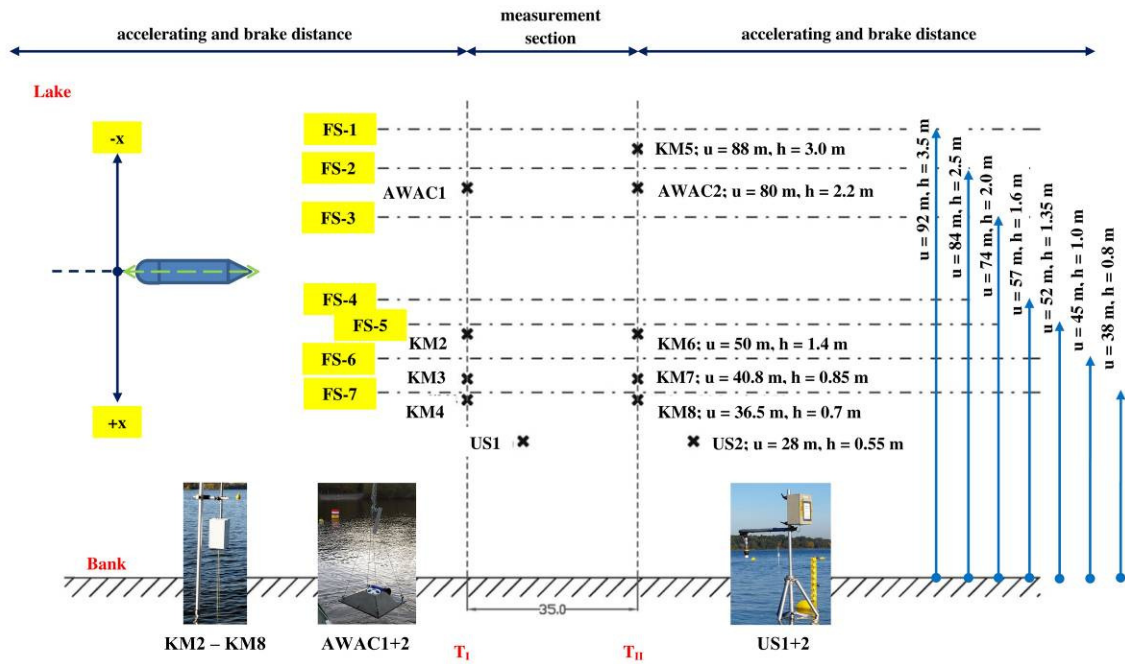 measurement
section
accelerating and brake distance
accelerating and brake distance
Lake
-x
+x
FS-1
FS-2
FS-3
FS-4
FS-5
FS-6
FS-7
AWAC1
KM2
KM3
KM4
US1
KM5; u = 88 m, h = 3.0 m
AWAC2; u = 80 m, h = 2.2 m
KM6; u = 50 m, h = 1.4 m
KM7; u = 40.8 m, h = 0.85 m
KM8; u = 36.5 m, h = 0.7 m
US2; u = 28 m, h = 0.55 m
u = 92 m, h = 3.5 m
u = 84 m, h = 2.5 m
u = 74 m, h = 2.0 m
u = 57 m, h = 1.6 m
u = 52 m, h = 1.35 m
u = 45 m, h = 1.0 m
u = 38 m, h = 0.8 m
Bank
35.0
KM2 – KM8
AWAC1+2
T_I
T_II
US1+2